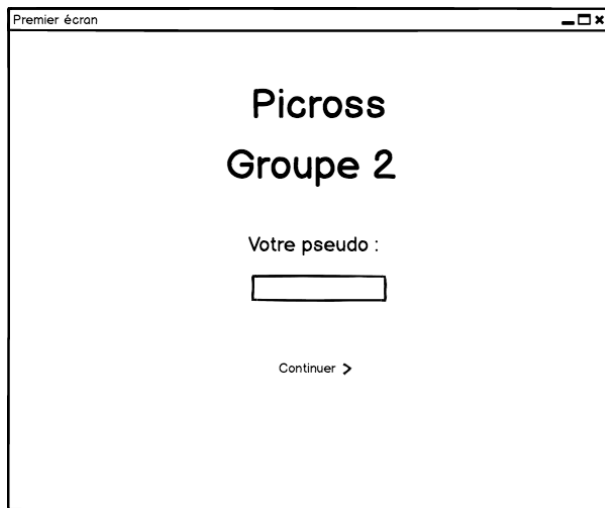 Premier écran
Picross
Groupe 2
Votre pseudo :
Continuer >